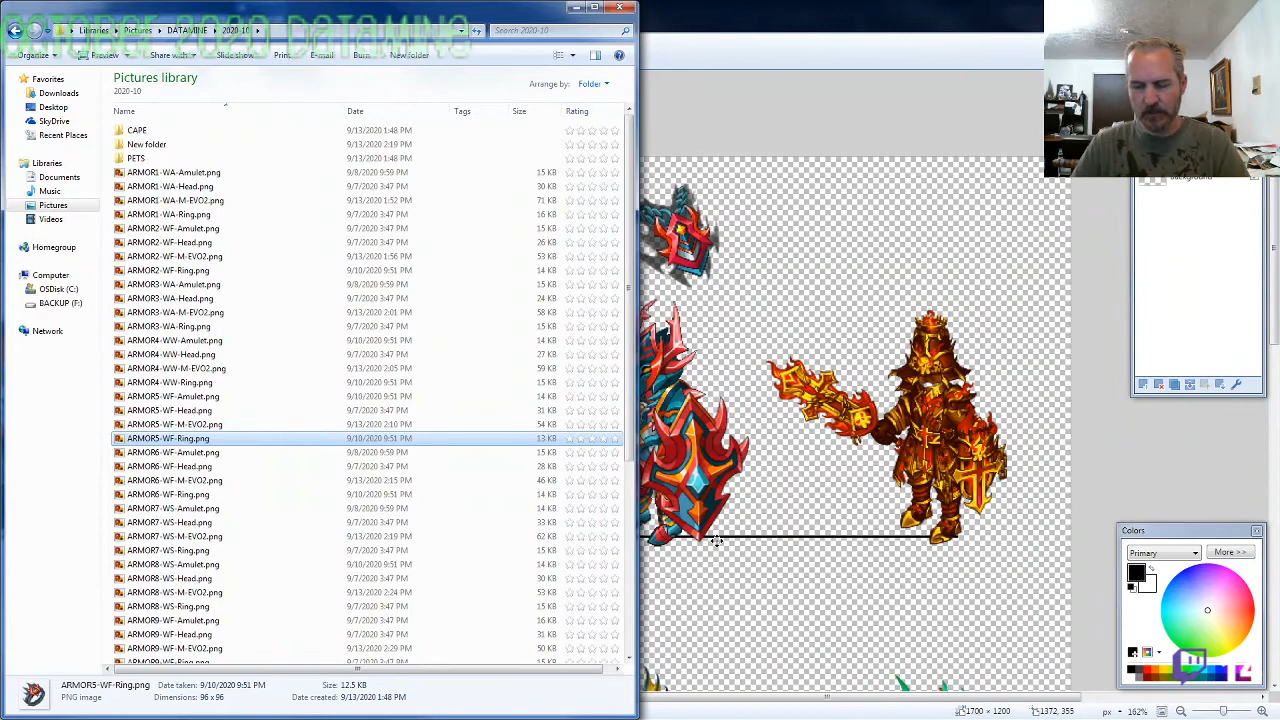 OCTOBER 2020 DATAMINE
Libraries Pictures DATAMINE 2020-10
Search 2020-10
Organize Preview Share with Slide show Print E-mail Burn New folder
Favorites
Downloads
Desktop
SkyDrive
Recent Places
Libraries
Documents
Music
Pictures
Videos
Homegroup
Computer
OSDisk (C:)
BACKUP (F:)
Network
Pictures library
2020-10
Arrange by: Folder
Name Date Tags Size Rating
CAPE 9/13/2020 1:48 PM
New folder 9/13/2020 2:19 PM
PETS 9/13/2020 1:48 PM
ARMOR1-WA-Amulet.png 9/8/2020 9:59 PM 15 KB
ARMOR1-WA-Head.png 9/7/2020 3:47 PM 30 KB
ARMOR1-WA-M-EVO2.png 9/13/2020 1:52 PM 71 KB
ARMOR1-WA-Ring.png 9/7/2020 3:47 PM 16 KB
ARMOR2-WF-Amulet.png 9/7/2020 3:47 PM 15 KB
ARMOR2-WF-Head.png 9/7/2020 3:47 PM 26 KB
ARMOR2-WF-M-EVO2.png 9/13/2020 1:56 PM 53 KB
ARMOR2-WF-Ring.png 9/10/2020 9:51 PM 14 KB
ARMOR3-WA-Amulet.png 9/8/2020 9:59 PM 15 KB
ARMOR3-WA-Head.png 9/7/2020 3:47 PM 24 KB
ARMOR3-WA-M-EVO2.png 9/13/2020 2:01 PM 58 KB
ARMOR3-WA-Ring.png 9/7/2020 3:47 PM 15 KB
ARMOR4-WW-Amulet.png 9/10/2020 9:51 PM 14 KB
ARMOR4-WW-Head.png 9/7/2020 3:47 PM 27 KB
ARMOR4-WW-M-EVO2.png 9/13/2020 2:05 PM 59 KB
ARMOR4-WW-Ring.png 9/10/2020 9:51 PM 15 KB
ARMOR5-WF-Amulet.png 9/10/2020 9:51 PM 14 KB
ARMOR5-WF-Head.png 9/7/2020 3:47 PM 31 KB
ARMOR5-WF-M-EVO2.png 9/13/2020 2:10 PM 54 KB
ARMOR5-WF-Ring.png 9/10/2020 9:51 PM 13 KB
ARMOR6-WF-Amulet.png 9/8/2020 9:59 PM 15 KB
ARMOR6-WF-Head.png 9/7/2020 3:47 PM 28 KB
ARMOR6-WF-M-EVO2.png 9/13/2020 2:15 PM 46 KB
ARMOR6-WF-Ring.png 9/10/2020 9:51 PM 14 KB
ARMOR7-WS-Amulet.png 9/8/2020 9:59 PM 14 KB
ARMOR7-WS-Head.png 9/7/2020 3:47 PM 33 KB
ARMOR7-WS-M-EVO2.png 9/13/2020 2:19 PM 62 KB
ARMOR7-WS-Ring.png 9/7/2020 3:47 PM 15 KB
ARMOR8-WS-Amulet.png 9/7/2020 3:47 PM 14 KB
ARMOR8-WS-Head.png 9/7/2020 3:47 PM 30 KB
ARMOR8-WS-M-EVO2.png 9/13/2020 2:24 PM 53 KB
ARMOR8-WS-Ring.png 9/7/2020 3:47 PM 15 KB
ARMOR9-WF-Amulet.png 9/7/2020 3:47 PM 16 KB
ARMOR9-WF-Head.png 9/7/2020 3:47 PM 31 KB
ARMOR9-WF-M-EVO2.png 9/13/2020 2:28 PM 50 KB
ARMOR9-WF-Ring.png 9/7/2020 3:47 PM 15 KB
ARMOR5-WF-Ring.png Date taken: 9/10/2020 9:51 PM Size: 12.5 KB
PNG image Dimensions: 96 x 96 Date created: 9/13/2020 1:48 PM
Background
Colors
Primary More >>
1700 × 1200 1372, 355 px 162%